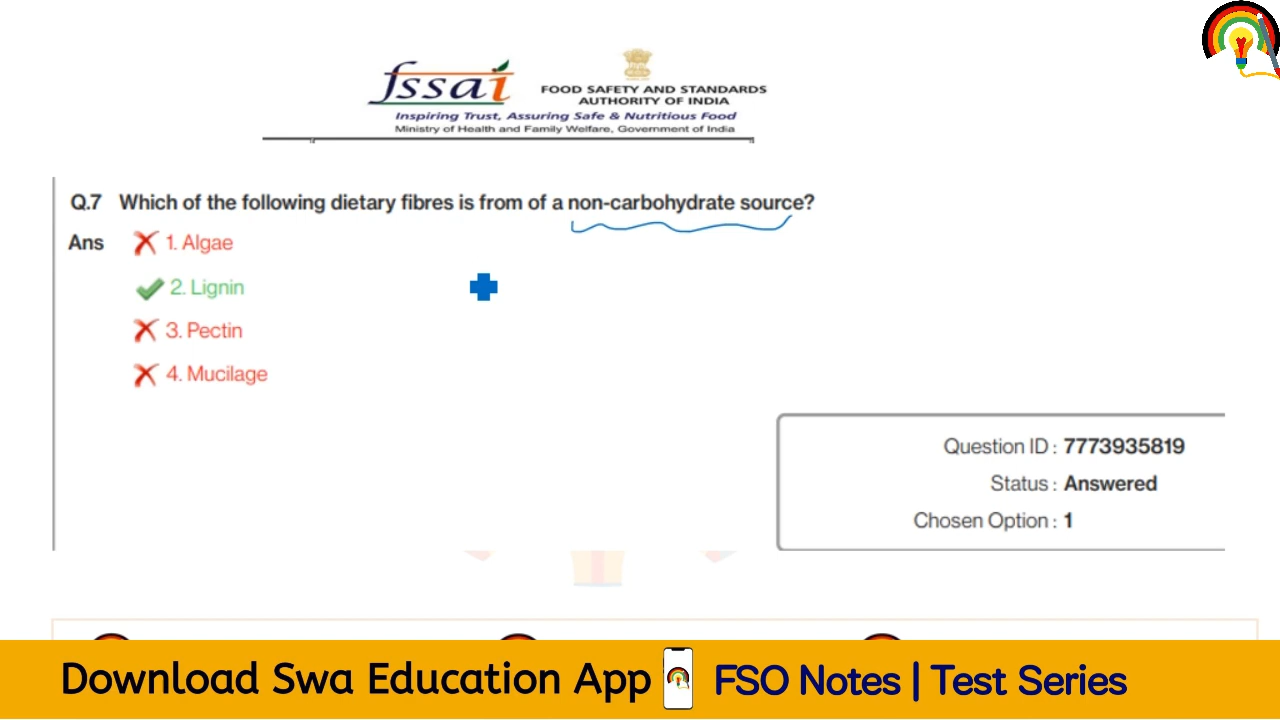 fssai
FOOD SAFETY AND STANDARDS
AUTHORITY OF INDIA
Inspiring Trust, Assuring Safe & Nutritious Food
Ministry of Health and Family Welfare, Government of India
Q.7 Which of the following dietary fibres is from of a non-carbohydrate source?
Ans 1. Algae
2. Lignin
3. Pectin
4. Mucilage
Question ID : 7773935819
Status : Answered
Chosen Option : 1
Download Swa Education App FSO Notes | Test Series